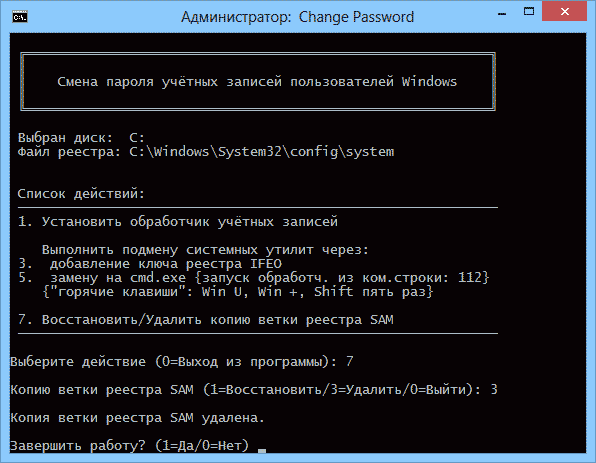 Администратор: Change Password
Смена пароля учётных записей пользователей Windows
Выбран диск: C:
Файл реестра: C:\Windows\System32\config\system
Список действий:
1. Установить обработчик учётных записей
Выполнить подмену системных утилит через:
3. добавление ключа реестра IFEO
5. замену на cmd.exe {запуск обработч. из ком.строки: 112}
{"горячие клавиши": Win U, Win +, Shift пять раз}
7. Восстановить/Удалить копию ветки реестра SAM
Выберите действие (0=Выход из программы): 7
Копию ветки реестра SAM (1=Восстановить/3=Удалить/0=Выйти): 3
Копия ветки реестра SAM удалена.
Завершить работу? (1=Да/0=Нет)